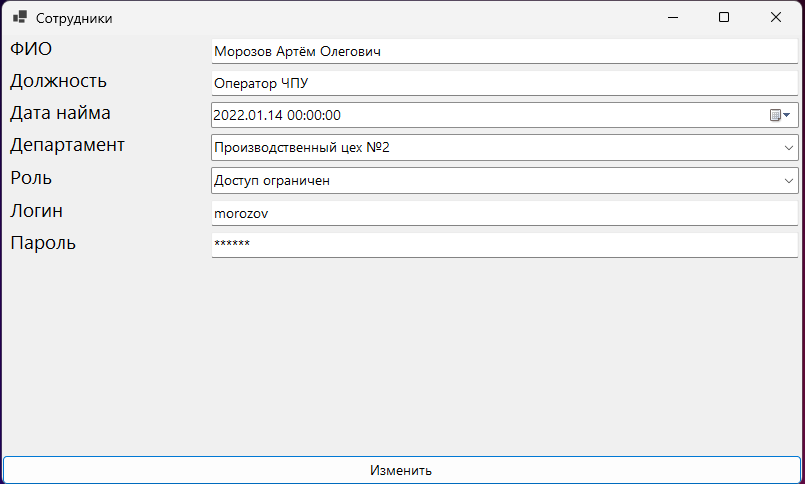 Сотрудники
ФИО Морозов Артём Олегович
Должность Оператор ЧПУ
Дата найма 2022.01.14 00:00:00
Департамент Производственный цех №2
Роль Доступ ограничен
Логин morozov
Пароль ******
Изменить